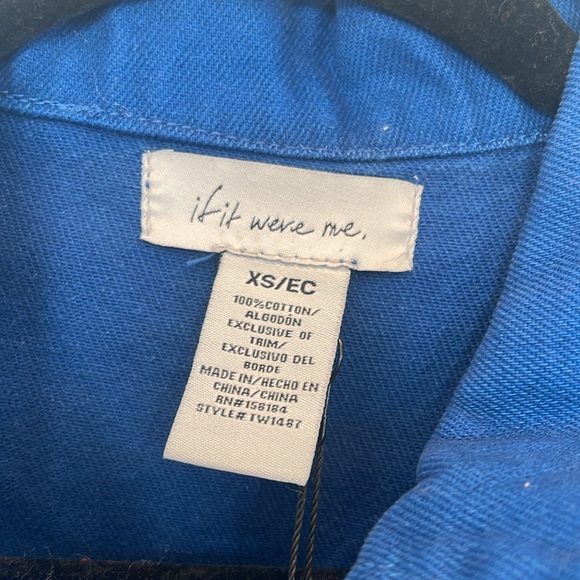 if it were me.
XS/EC
100%COTTON/
ALGODÓN
EXCLUSIVE OF
TRIM/
EXCLUSIVO DEL
BORDE
MADE IN/HECHO EN
CHINA/CHINA
RN#158184
STYLE#TW1487